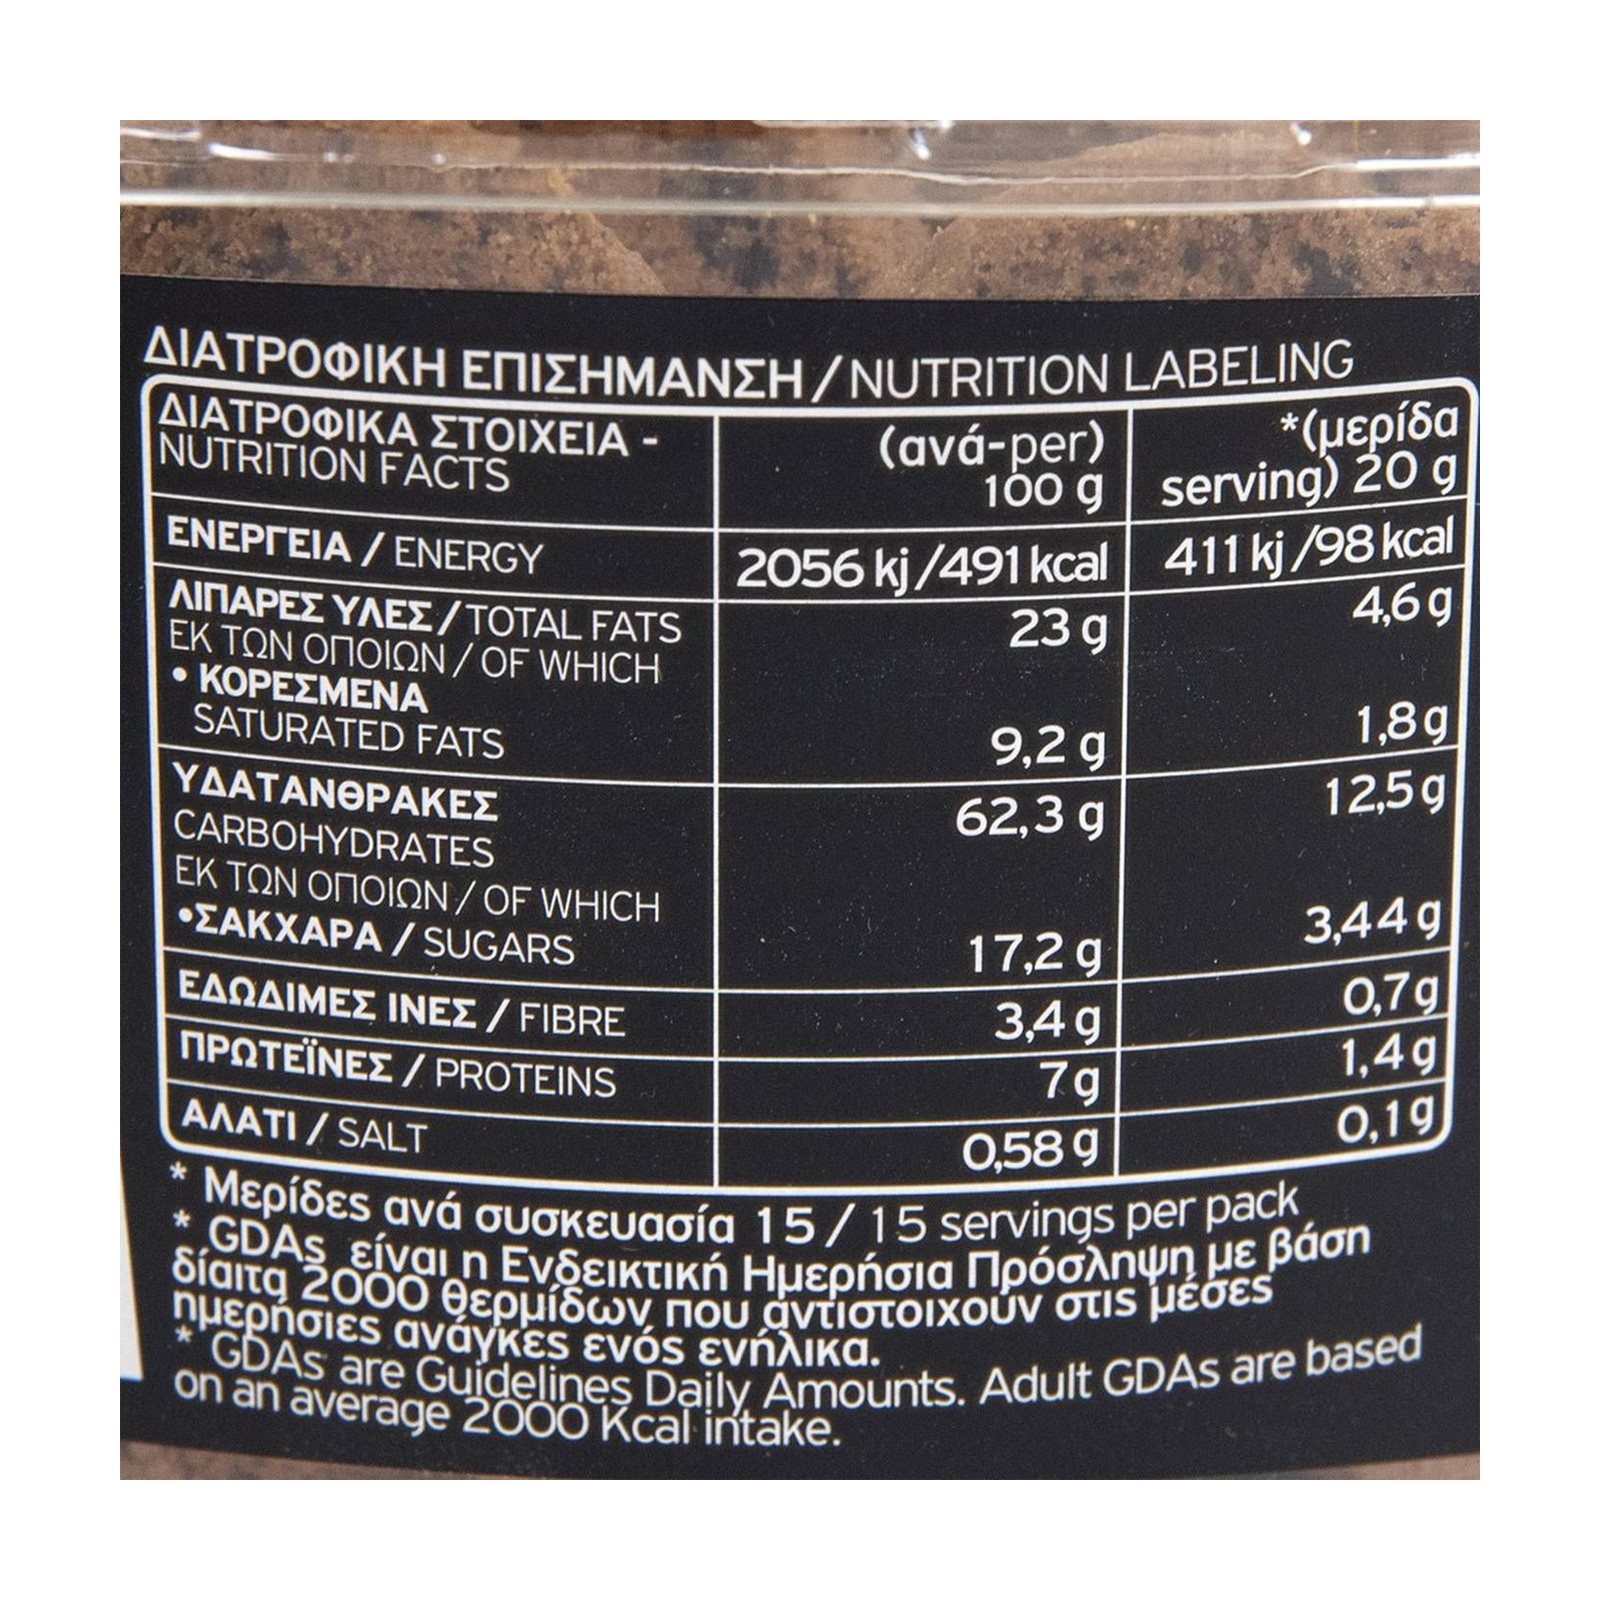 ΔΙΑΤΡΟΦΙΚΗ ΕΠΙΣΗΜΑΝΣΗ / NUTRITION LABELING
ΔΙΑΤΡΟΦΙΚΑ ΣΤΟΙΧΕΙΑ -
NUTRITION FACTS
(ανά-per)
100 g
*(μερίδα
serving) 20 g
ΕΝΕΡΓΕΙΑ / ENERGY 2056 kj /491 kcal 411 kj /98 kcal
ΛΙΠΑΡΕΣ ΥΛΕΣ / TOTAL FATS 23 g 4,6 g
ΕΚ ΤΩΝ ΟΠΟΙΩΝ / OF WHICH
• ΚΟΡΕΣΜΕΝΑ
SATURATED FATS 9,2 g 1,8 g
ΥΔΑΤΑΝΘΡΑΚΕΣ 62,3 g 12,5 g
CARBOHYDRATES
ΕΚ ΤΩΝ ΟΠΟΙΩΝ / OF WHICH
•ΣΑΚΧΑΡΑ / SUGARS 17,2 g 3,44 g
ΕΔΩΔΙΜΕΣ ΙΝΕΣ / FIBRE 3,4 g 0,7 g
ΠΡΩΤΕΪΝΕΣ / PROTEINS 7 g 1,4 g
ΑΛΑΤΙ / SALT 0,58 g 0,1 g
* Μερίδες ανά συσκευασία 15 / 15 servings per pack
* GDAs είναι η Ενδεικτική Ημερήσια Πρόσληψη με βάση
δίαιτα 2000 θερμίδων που αντιστοιχούν στις μέσες
ημερήσιες ανάγκες ενός ενήλικα.
* GDAs are Guidelines Daily Amounts. Adult GDAs are based
on an average 2000 Kcal intake.